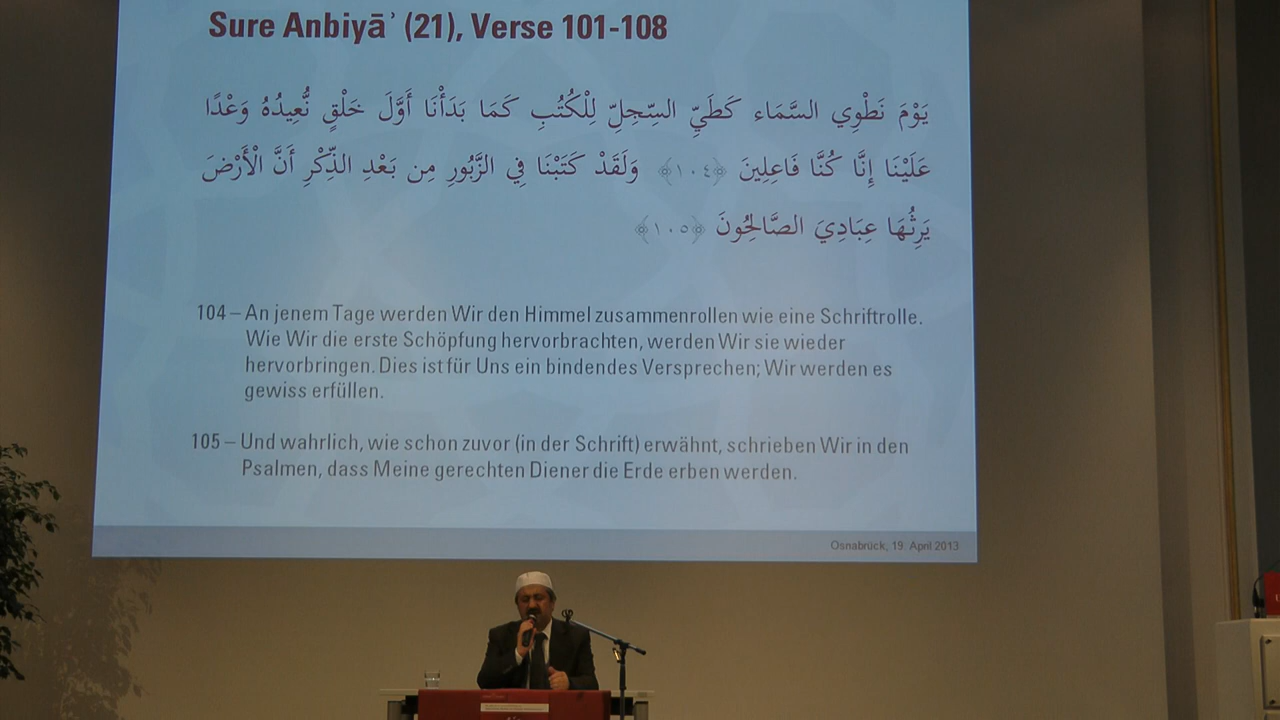 Sure Anbiyāʾ (21), Verse 101-108
يَوْمَ نَطْوِي السَّمَاء كَطَيِّ السِّجِلِّ لِلْكُتُبِ كَمَا بَدَأْنَا أَوَّلَ خَلْقٍ نُّعِيدُهُ وَعْدًا
عَلَيْنَا إِنَّا كُنَّا فَاعِلِينَ ﴿١٠٤﴾ وَلَقَدْ كَتَبْنَا فِي الزَّبُورِ مِن بَعْدِ الذِّكْرِ أَنَّ الْأَرْضَ
يَرِثُهَا عِبَادِيَ الصَّالِحُونَ ﴿١٠٥﴾
104 – An jenem Tage werden Wir den Himmel zusammenrollen wie eine Schriftrolle.
Wie Wir die erste Schöpfung hervorbrachten, werden Wir sie wieder
hervorbringen. Dies ist für Uns ein bindendes Versprechen; Wir werden es
gewiss erfüllen.
105 – Und wahrlich, wie schon zuvor (in der Schrift) erwähnt, schrieben Wir in den
Psalmen, dass Meine gerechten Diener die Erde erben werden.
Osnabrück, 19. April 2013